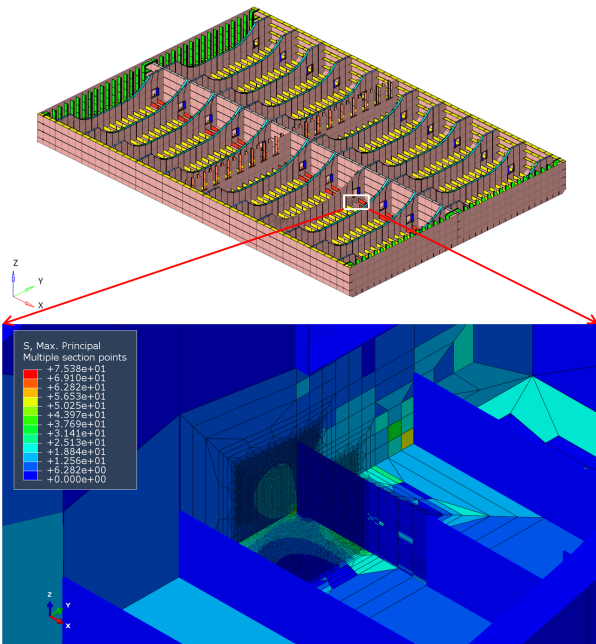 Z
Y
X
S, Max. Principal
Multiple section points
+7.538e+01
+6.910e+01
+6.282e+01
+5.653e+01
+5.025e+01
+4.397e+01
+3.769e+01
+3.141e+01
+2.513e+01
+1.884e+01
+1.256e+01
+6.282e+00
+0.000e+00
Z
Y
X